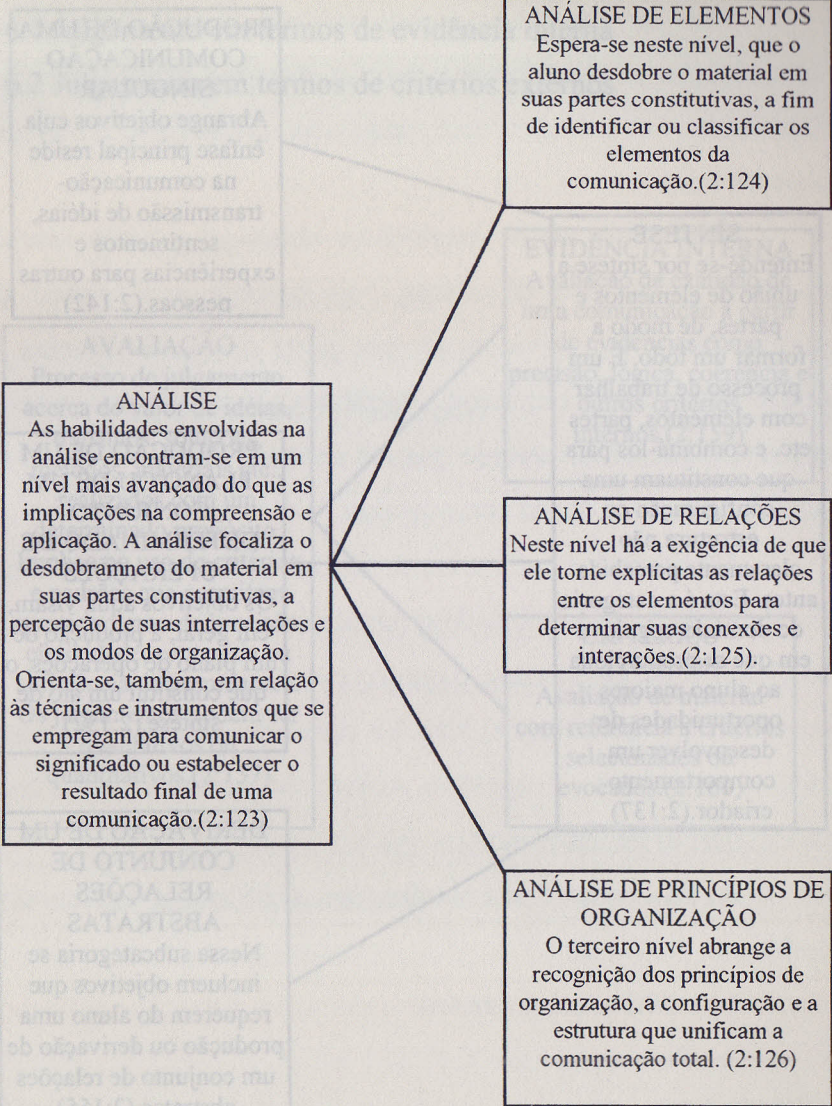 ANÁLISE DE ELEMENTOS
Espera-se neste nível, que o
aluno desdobre o material em
suas partes constitutivas, a fim
de identificar ou classificar os
elementos da
comunicação.(2:124)
ANÁLISE
As habilidades envolvidas na
análise encontram-se em um
nível mais avançado do que as
implicações na compreensão e
aplicação. A análise focaliza o
desdobrameto do material em
suas partes constitutivas, a
percepção de suas interrelações e
os modos de organização.
Orienta-se, também, em relação
às técnicas e instrumentos que se
empregam para comunicar o
significado ou estabelecer o
resultado final de uma
comunicação.(2:123)
ANÁLISE DE RELAÇÕES
Neste nível há a exigência de que
ele torne explícitas as relações
entre os elementos para
determinar suas conexões e
interações.(2:125).
ANÁLISE DE PRINCÍPIOS DE
ORGANIZAÇÃO
O terceiro nível abrange a
recognição dos princípios de
organização, a configuração e a
estrutura que unificam a
comunicação total. (2:126)